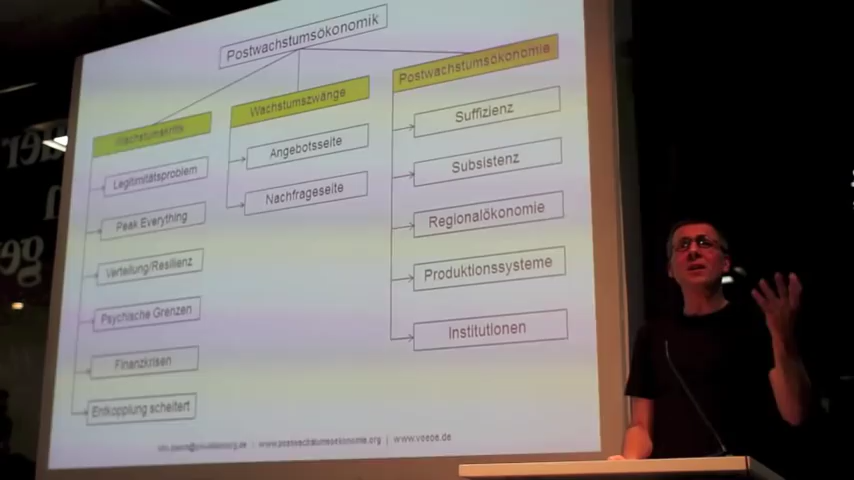 Postwachstumsökonomik
Wachstumskritik
Legitimitätsproblem
Peak Everything
Verteilung/Resilienz
Psychische Grenzen
Finanzkrisen
Entkopplung scheitert
Wachstumszwänge
Angebotsseite
Nachfrageseite
Postwachstumsökonomie
Suffizienz
Subsistenz
Regionalökonomie
Produktionssysteme
Institutionen
| www.postwachstumsoekonomie.org | www.voeoe.de